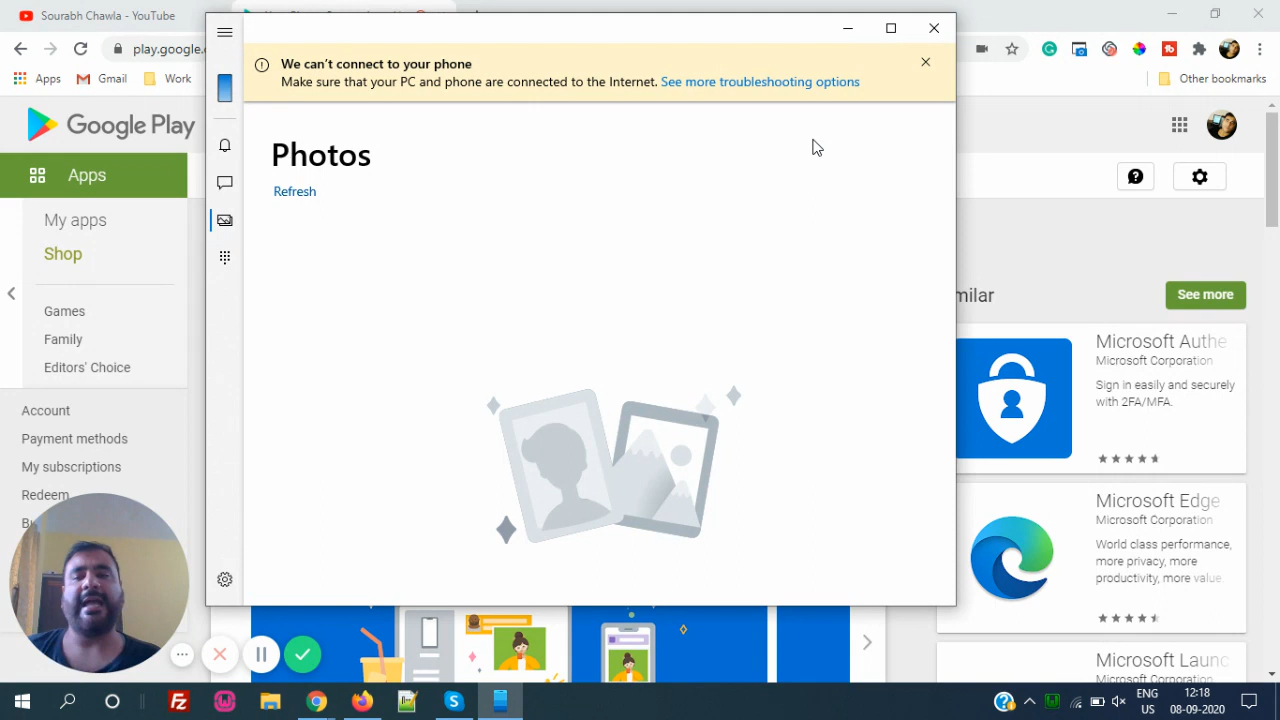 Sourabh Chawla - YouTube
play.google.c
Apps
Gmail
Work
Other bookmarks
Google Play
Apps
My apps
Shop
Games
Family
Editors' Choice
Account
Payment methods
My subscriptions
Redeem
We can't connect to your phone
Make sure that your PC and phone are connected to the Internet. See more troubleshooting options
Photos
Refresh
milar
See more
Microsoft Authe
Microsoft Corporation
Sign in easily and securely
with 2FA/MFA.
Microsoft Edge
Microsoft Corporation
World class performance,
more privacy, more
productivity, more value
Microsoft Launc
Microsoft Corporation
ENG
US
12:18
08-09-2020